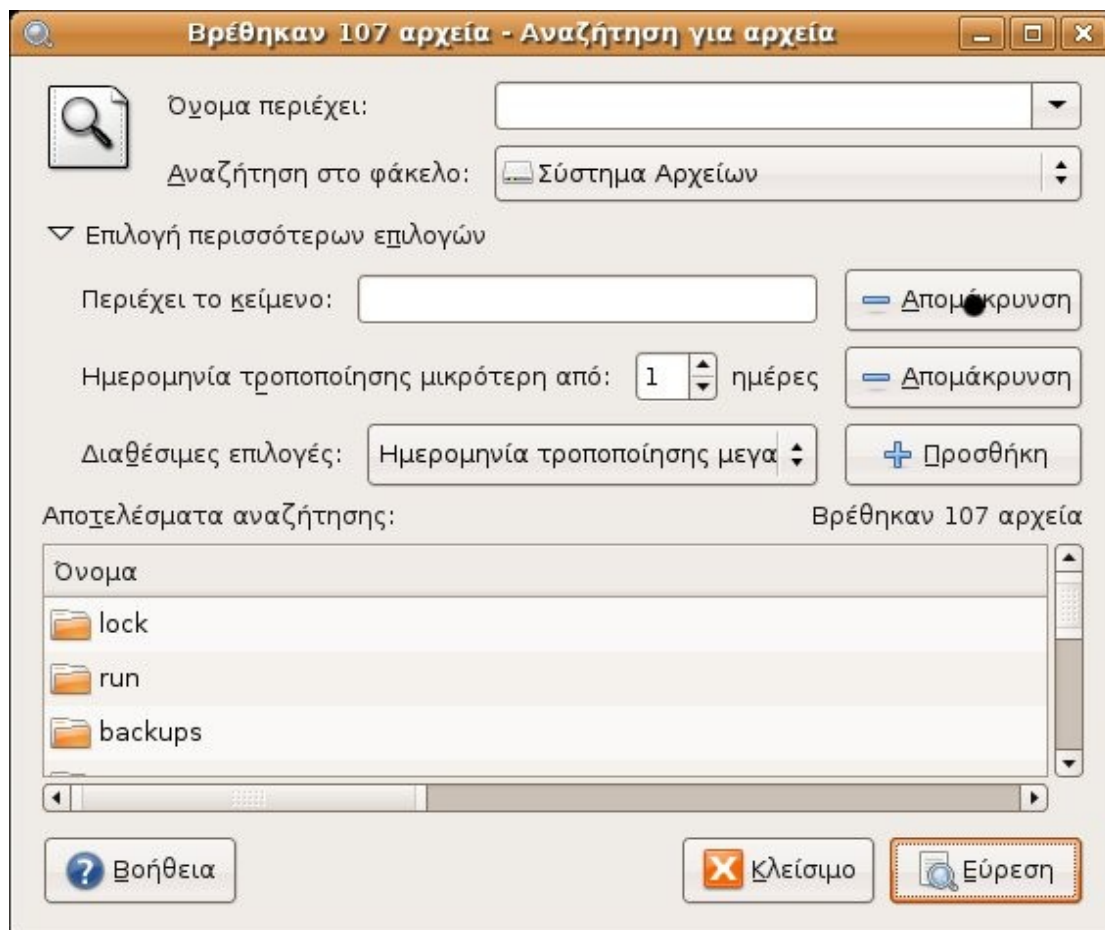 Βρέθηκαν 107 αρχεία - Αναζήτηση για αρχεία
Όνομα περιέχει:
Αναζήτηση στο φάκελο: Σύστημα Αρχείων
Επιλογή περισσότερων επιλογών
Περιέχει το κείμενο: Απομάκρυνση
Ημερομηνία τροποποίησης μικρότερη από: 1 ημέρες Απομάκρυνση
Διαθέσιμες επιλογές: Ημερομηνία τροποποίησης μεγα Προσθήκη
Αποτελέσματα αναζήτησης: Βρέθηκαν 107 αρχεία
Όνομα
lock
run
backups
Βοήθεια Κλείσιμο Εύρεση